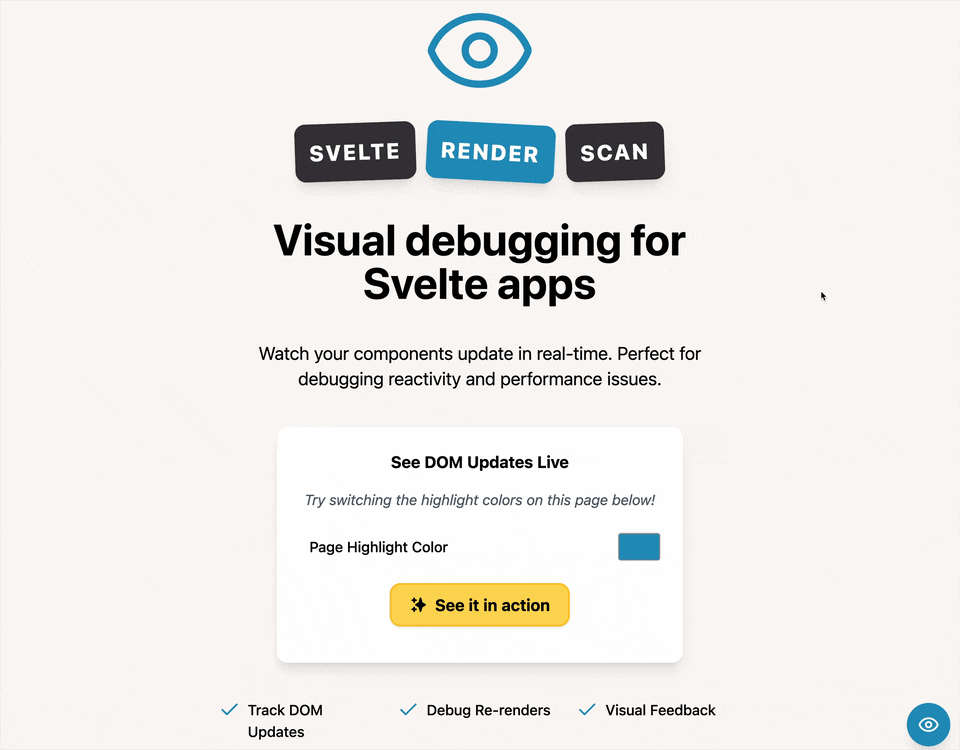 SVELTE RENDER SCAN
Visual debugging for
Svelte apps
Watch your components update in real-time. Perfect for
debugging reactivity and performance issues.
See DOM Updates Live
Try switching the highlight colors on this page below!
Page Highlight Color
See it in action
Track DOM
Updates
Debug Re-renders
Visual Feedback